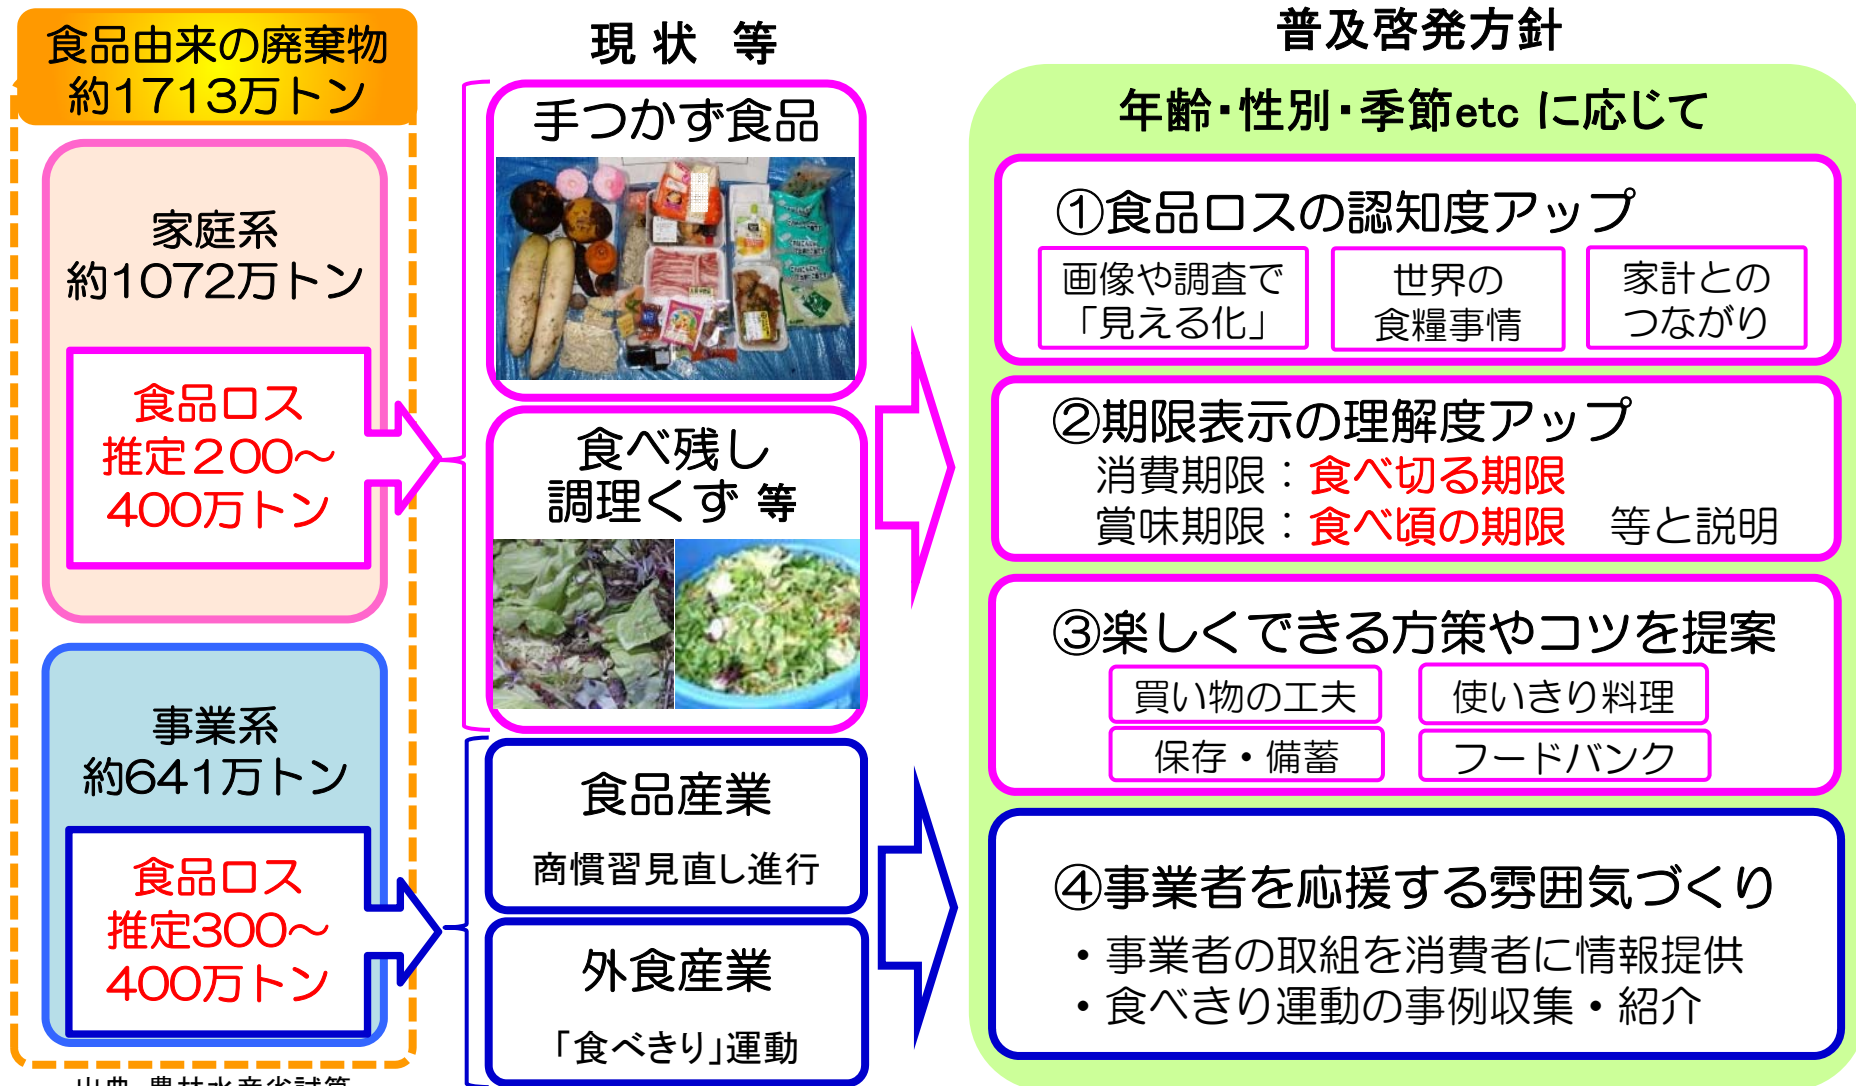 食品由来の廃棄物
約1713万トン
家庭系
約1072万トン
食品ロス
推定200～
400万トン
事業系
約641万トン
食品ロス
推定300～
400万トン
出典 農林水産省試算
現状 等
手つかず食品
食べ残し
調理くず 等
食品産業
商慣習見直し進行
外食産業
「食べきり」運動
普及啓発方針
年齢・性別・季節etc に応じて
①食品ロスの認知度アップ
画像や調査で
「見える化」
世界の
食糧事情
家計との
つながり
②期限表示の理解度アップ
消費期限：食べ切る期限
賞味期限：食べ頃の期限 等と説明
③楽しくできる方策やコツを提案
買い物の工夫
使いきり料理
保存・備蓄
フードバンク
④事業者を応援する雰囲気づくり
・事業者の取組を消費者に情報提供
・食べきり運動の事例収集・紹介